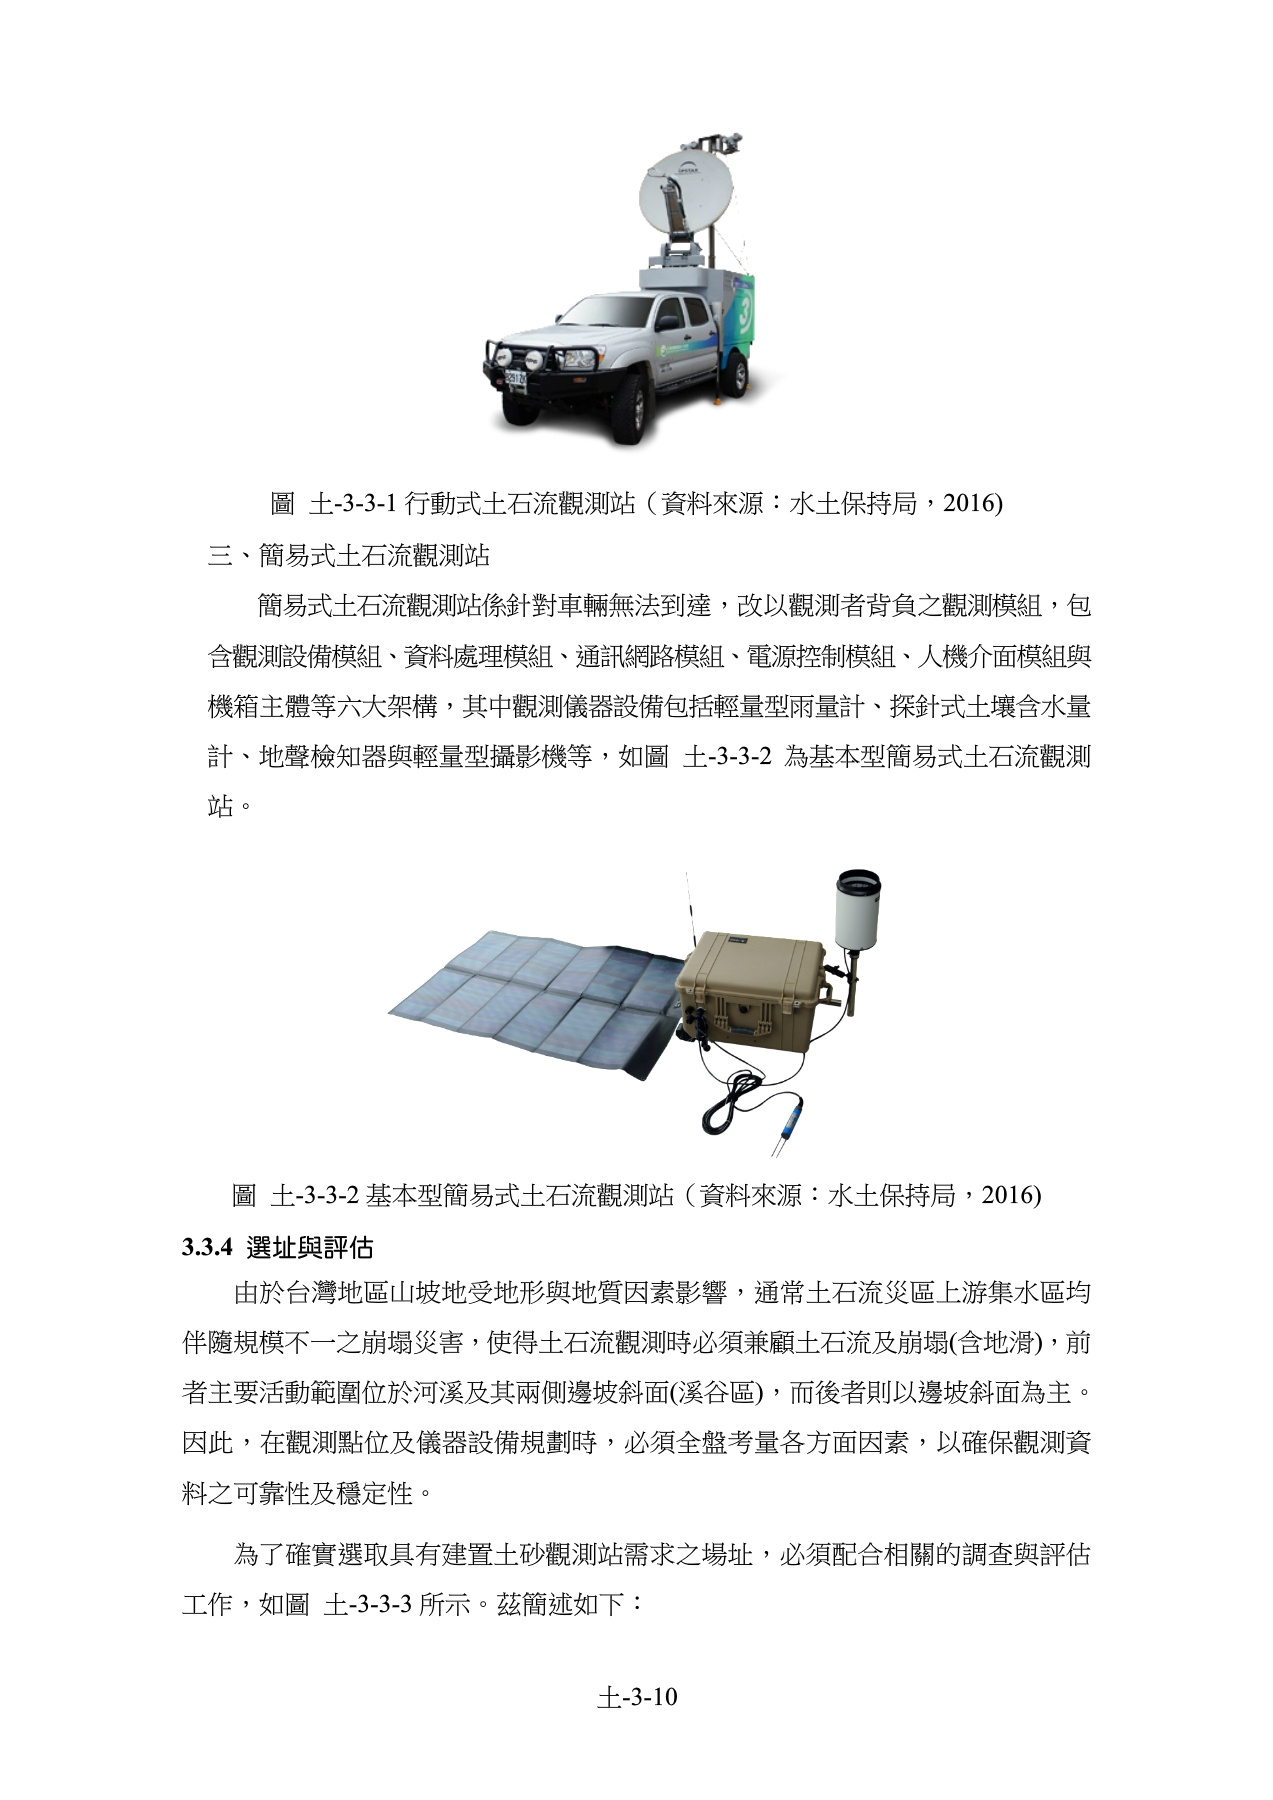 圖 土-3-3-1 行動式土石流觀測站（資料來源：水土保持局，2016)
三、簡易式土石流觀測站
簡易式土石流觀測站係針對車輛無法到達，改以觀測者背負之觀測模組，包
含觀測設備模組、資料處理模組、通訊網路模組、電源控制模組、人機介面模組與
機箱主體等六大架構，其中觀測儀器設備包括輕量型雨量計、探針式土壤含水量
計、地聲檢知器與輕量型攝影機等，如圖 土-3-3-2 為基本型簡易式土石流觀測
站。
圖 土-3-3-2 基本型簡易式土石流觀測站（資料來源：水土保持局，2016)
3.3.4 選址與評估
由於台灣地區山坡地受地形與地質因素影響，通常土石流災區上游集水區均
伴隨規模不一之崩塌災害，使得土石流觀測時必須兼顧土石流及崩塌(含地滑)，前
者主要活動範圍位於河溪及其兩側邊坡斜面(溪谷區)，而後者則以邊坡斜面為主。
因此，在觀測點位及儀器設備規劃時，必須全盤考量各方面因素，以確保觀測資
料之可靠性及穩定性。
為了確實選取具有建置土砂觀測站需求之場址，必須配合相關的調查與評估
工作，如圖 土-3-3-3 所示。茲簡述如下：
土-3-10